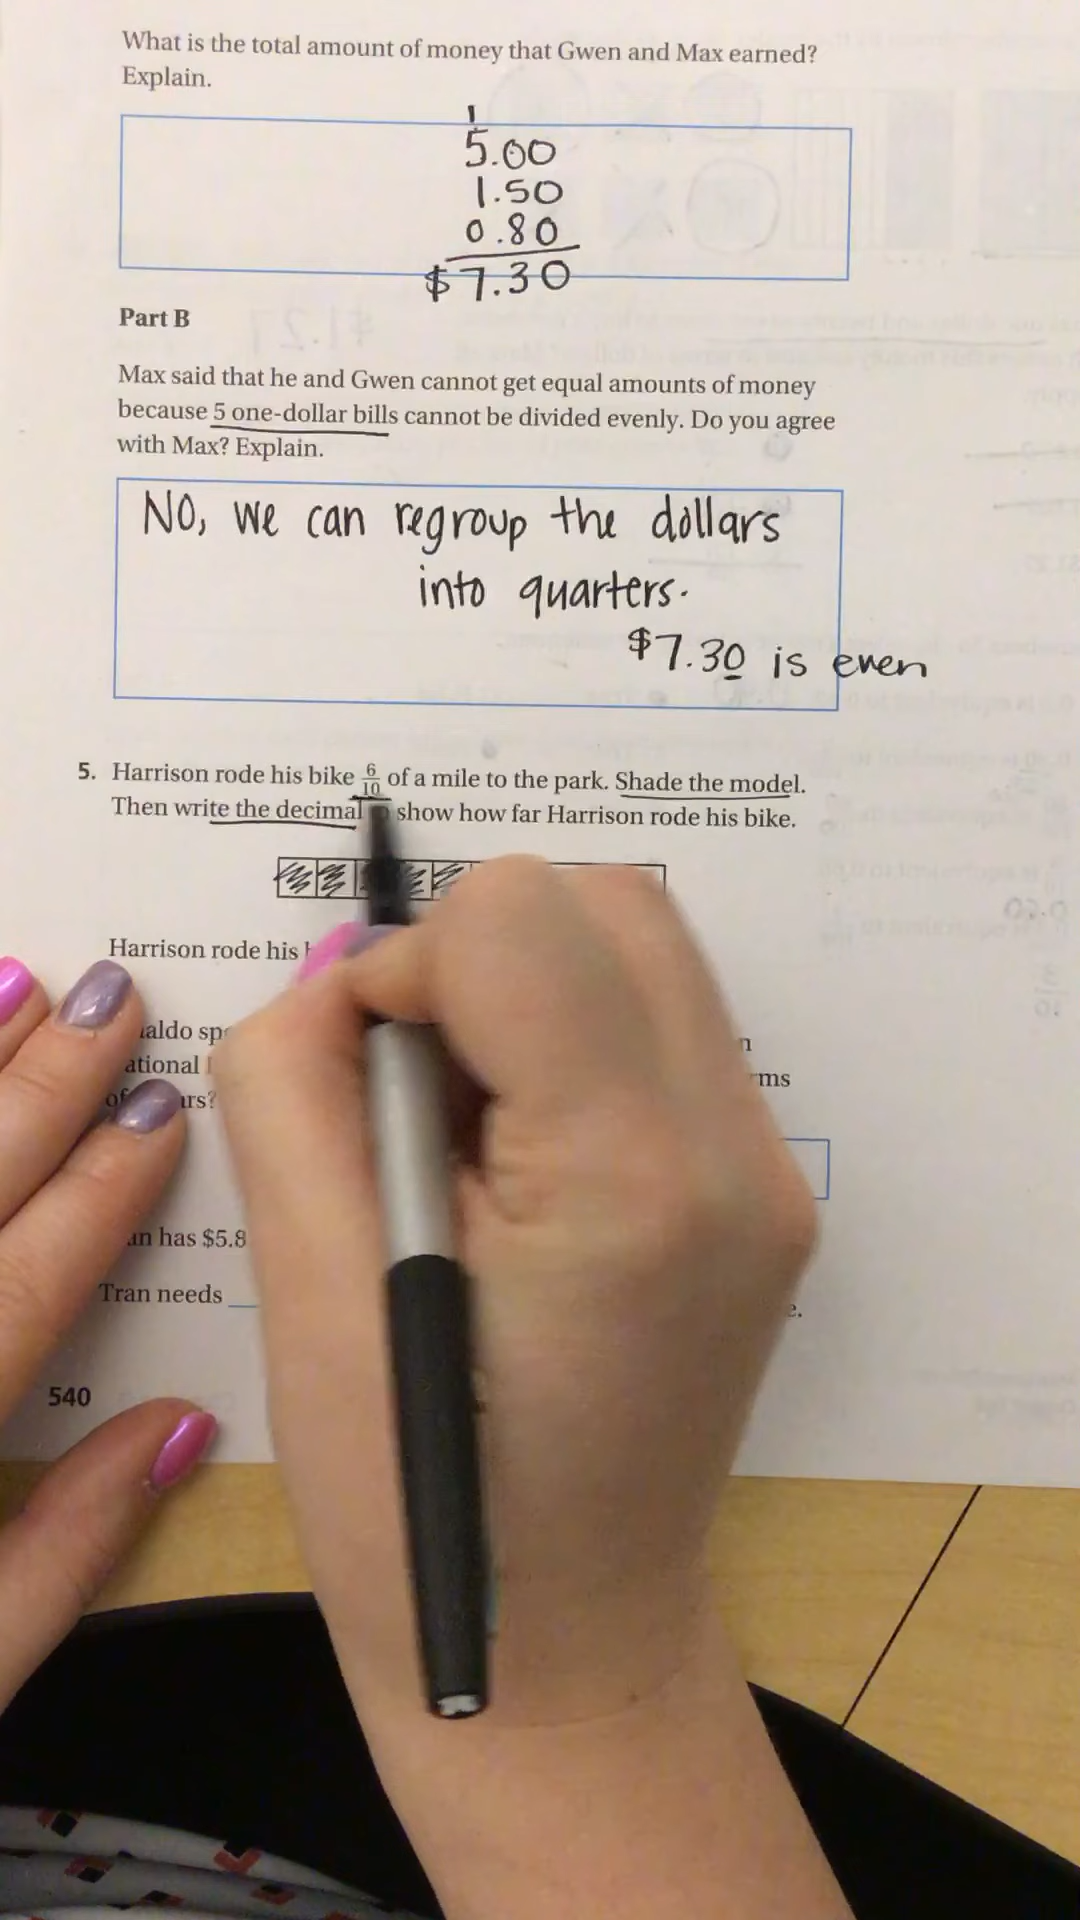 What is the total amount of money that Gwen and Max earned?
Explain.
1
5.00
1.50
0.80
$7.30
Part B
Max said that he and Gwen cannot get equal amounts of money
because 5 one-dollar bills cannot be divided evenly. Do you agree
with Max? Explain.
NO, we can regroup the dollars
into quarters.
$7.30 is even
5. Harrison rode his bike 6/10 of a mile to the park. Shade the model.
Then write the decimal show how far Harrison rode his bike.
Harrison rode his
has $5.8
Tran needs
540